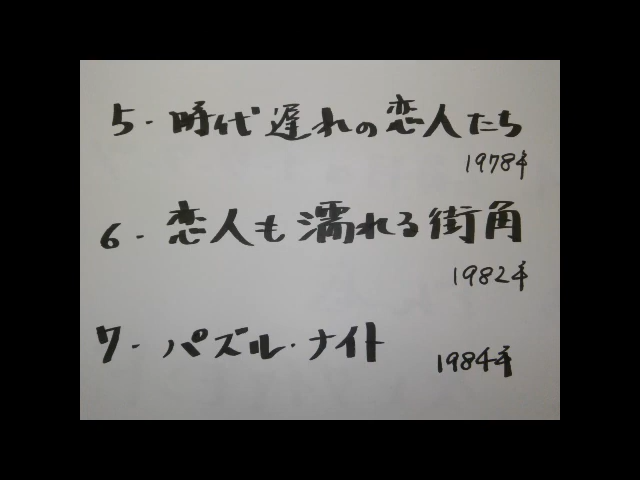 5- 時代遅れの恋人たち
1978年
6- 恋人も濡れる街角
1982年
7- パズル・ナイト
1984年